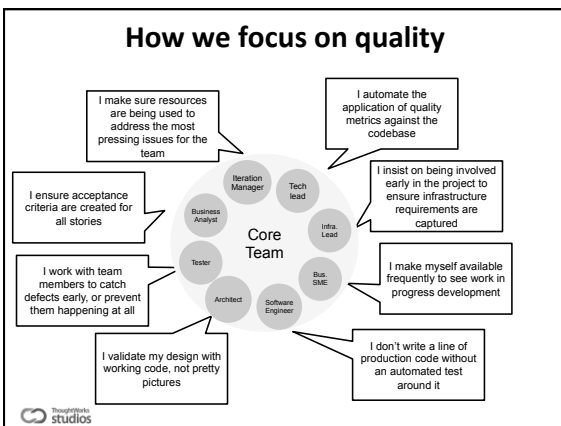 How we focus on quality
I make sure resources
are being used to
address the most
pressing issues for the
team
I automate the
application of quality
metrics against the
codebase
I ensure acceptance
criteria are created for
all stories
I insist on being involved
early in the project to
ensure infrastructure
requirements are
captured
Iteration
Manager
Tech
lead
Business
Analyst
Infra.
Lead
Core
Team
Tester
Bus.
SME
Architect
Software
Engineer
I work with team
members to catch
defects early, or prevent
them happening at all
I make myself available
frequently to see work in
progress development
I validate my design with
working code, not pretty
pictures
I don't write a line of
production code without
an automated test
around it
ThoughtWorks
studios